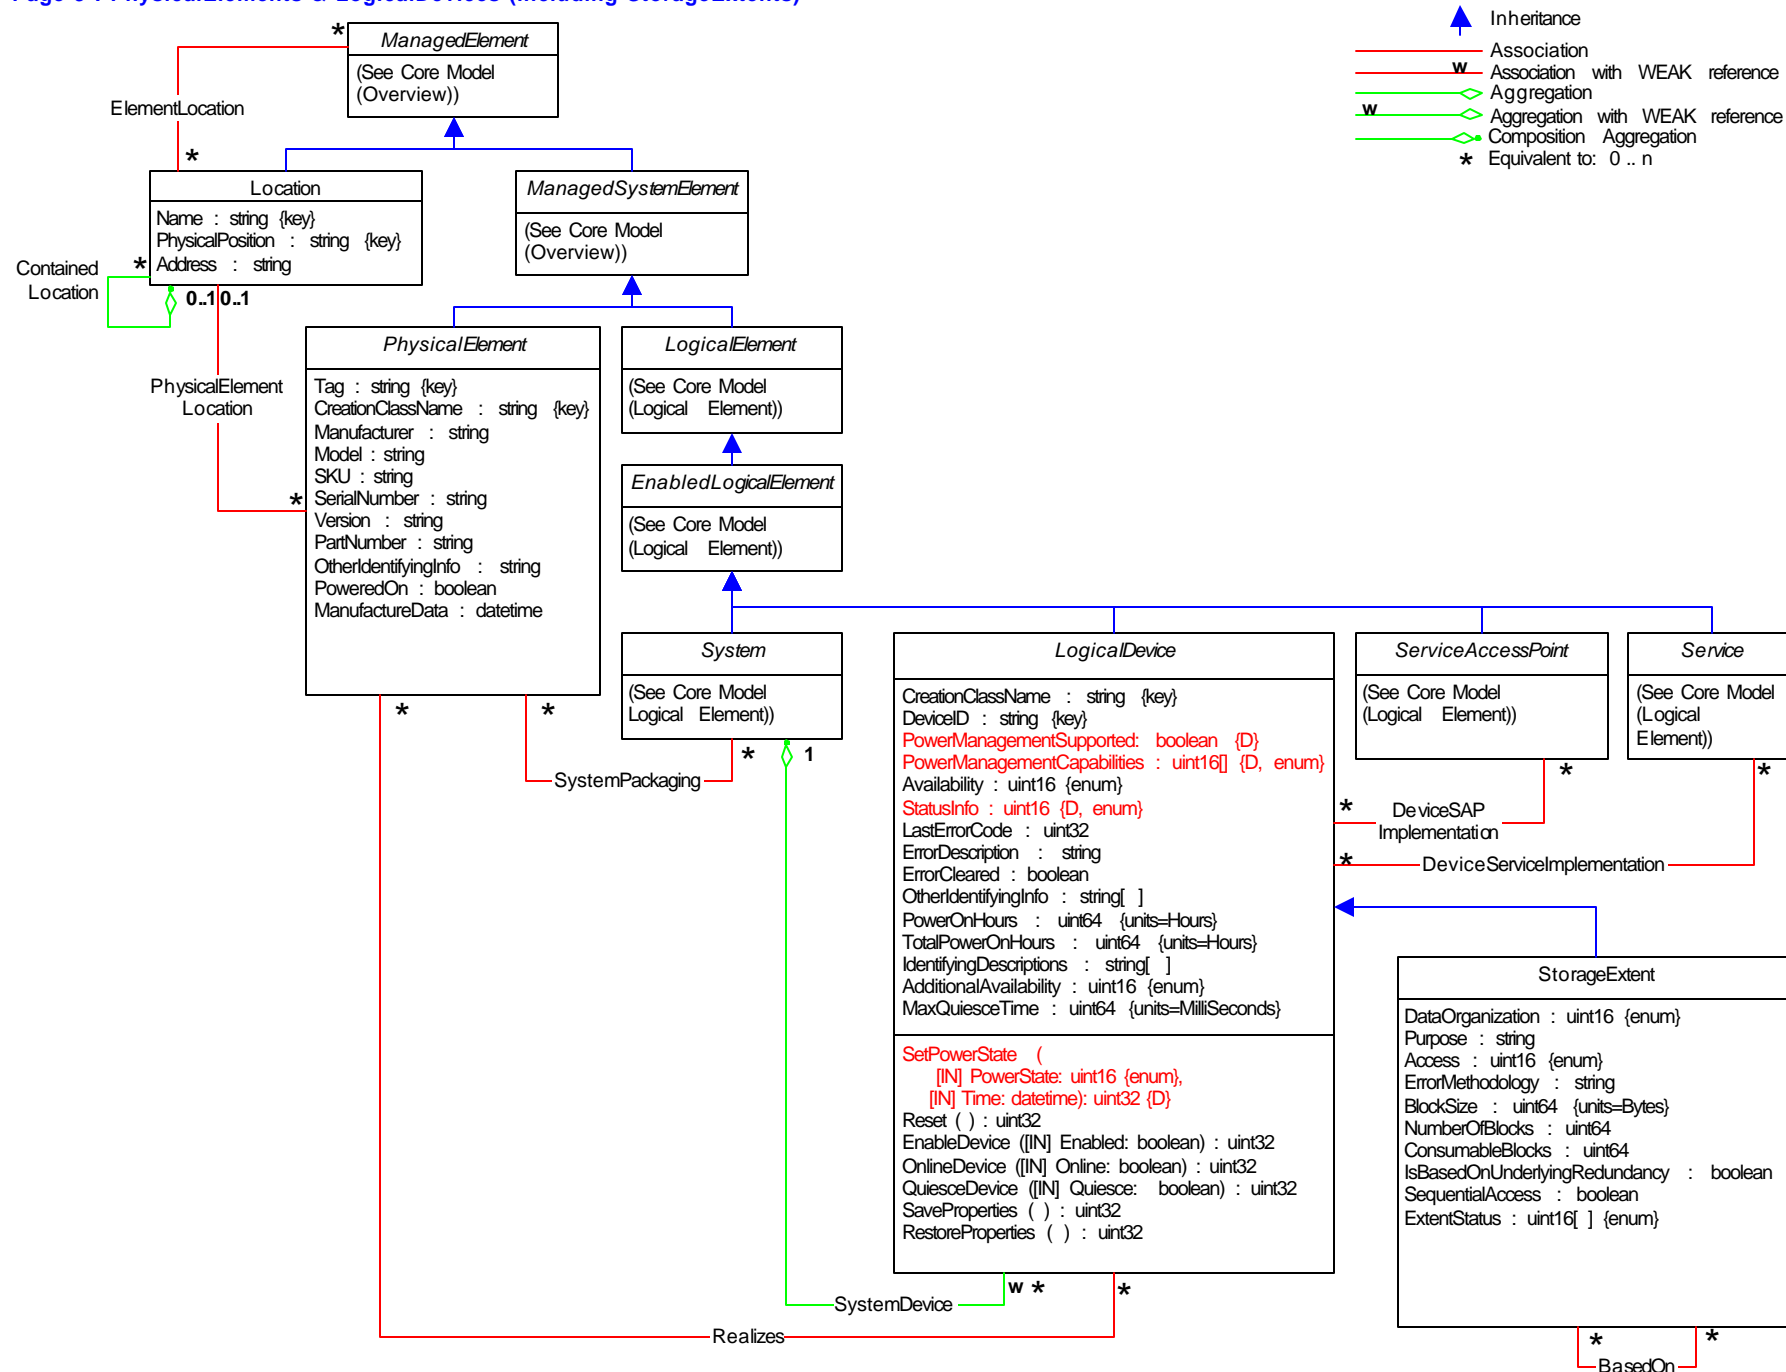 Page 3 : PhysicalElements & LogicalDevices (including StorageExtents)
Inheritance
Association
w
Association with WEAK reference
Aggregation
w
Aggregation with WEAK reference
Composition Aggregation
* Equivalent to: 0 .. n
*
ManagedElement
(See Core Model
(Overview))
ElementLocation
*
Location
Name : string {key}
PhysicalPosition : string {key}
Address : string
Contained
Location
*
0..1
0..1
ManagedSystemElement
(See Core Model
(Overview))
PhysicalElement
Location
*
PhysicalElement
Tag : string {key}
CreationClassName : string {key}
Manufacturer : string
Model : string
SKU : string
SerialNumber : string
Version : string
PartNumber : string
OtherIdentifyingInfo : string
PoweredOn : boolean
ManufactureData : datetime
*
*
LogicalElement
(See Core Model
(Logical Element))
EnabledLogicalElement
(See Core Model
(Logical Element))
System
(See Core Model
Logical Element))
*
1
SystemPackaging
LogicalDevice
CreationClassName : string {key}
DeviceID : string {key}
PowerManagementSupported: boolean {D}
PowerManagementCapabilities : uint16[] {D, enum}
Availability : uint16 {enum}
StatusInfo : uint16 {D, enum}
LastErrorCode : uint32
ErrorDescription : string
ErrorCleared : boolean
OtherIdentifyingInfo : string[ ]
PowerOnHours : uint64 {units=Hours}
TotalPowerOnHours : uint64 {units=Hours}
IdentifyingDescriptions : string[ ]
AdditionalAvailability : uint16 {enum}
MaxQuiesceTime : uint64 {units=MilliSeconds}
SetPowerState (
[IN] PowerState: uint16 {enum},
[IN] Time: datetime): uint32 {D}
Reset ( ) : uint32
EnableDevice ([IN] Enabled: boolean) : uint32
OnlineDevice ([IN] Online: boolean) : uint32
QuiesceDevice ([IN] Quiesce: boolean) : uint32
SaveProperties ( ) : uint32
RestoreProperties ( ) : uint32
w *
*
SystemDevice
Realizes
ServiceAccessPoint
(See Core Model
(Logical Element))
*
Service
(See Core Model
(Logical
Element))
*
*
DeviceSAP
Implementation
*
DeviceServiceImplementation
StorageExtent
DataOrganization : uint16 {enum}
Purpose : string
Access : uint16 {enum}
ErrorMethodology : string
BlockSize : uint64 {units=Bytes}
NumberOfBlocks : uint64
ConsumableBlocks : uint64
IsBasedOnUnderlyingRedundancy : boolean
SequentialAccess : boolean
ExtentStatus : uint16[ ] {enum}
*
*
BasedOn